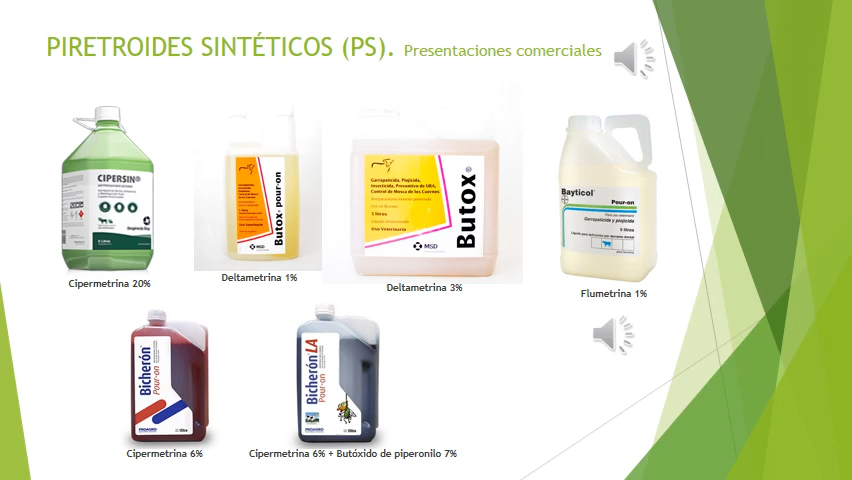 PIRETROIDES SINTÉTICOS (PS). Presentaciones comerciales
CIPERSIN®
Cipermetrina 20%
Butox® pour-on
MSD
Deltametrina 1%
Garrapaticida, Piojicida,
Insecticida, Preventivo de URA,
Control de Mosca de los Cuernos
5 litros
Uso Veterinario
MSD
Butox®
Deltametrina 3%
Bayticol
Pour-on
Garrapaticida y piojicida
5 litros
Flumetrina 1%
Bicherón
Pour-on
PROAGRO
Cipermetrina 6%
Bicherón LA
Pour-on
PROAGRO
Cipermetrina 6% + Butóxido de piperonilo 7%